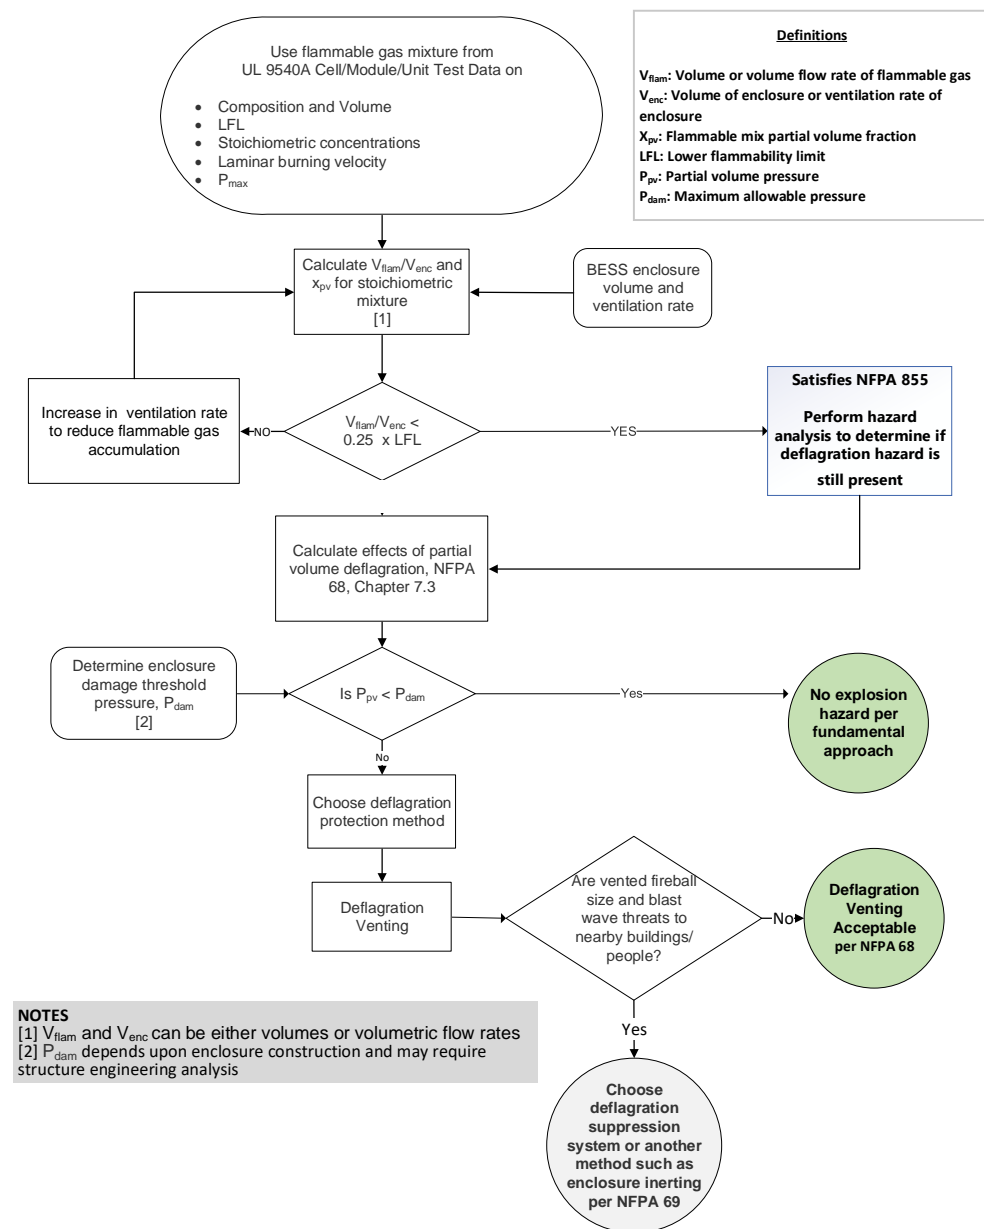 Use flammable gas mixture from
UL 9540A Cell/Module/Unit Test Data on
• Composition and Volume
• LFL
• Stoichiometric concentrations
• Laminar burning velocity
• Pmax
Definitions
Vflam: Volume or volume flow rate of flammable gas
Venc: Volume of enclosure or ventilation rate of
enclosure
Xpv: Flammable mix partial volume fraction
LFL: Lower flammability limit
Ppv: Partial volume pressure
Pdam: Maximum allowable pressure
Calculate Vflam/Venc and
xpv for stoichiometric
mixture
[1]
BESS enclosure
volume and
ventilation rate
Increase in ventilation rate
to reduce flammable gas
accumulation
NO
Vflam/Venc <
0.25 x LFL
YES
Satisfies NFPA 855
Perform hazard
analysis to determine if
deflagration hazard is
still present
Calculate effects of partial
volume deflagration, NFPA
68, Chapter 7.3
Determine enclosure
damage threshold
pressure, Pdam
[2]
Is Ppv < Pdam
Yes
No explosion
hazard per
fundamental
approach
No
Choose deflagration
protection method
Deflagration
Venting
Are vented fireball
size and blast
wave threats to
nearby buildings/
people?
No
Deflagration
Venting
Acceptable
per NFPA 68
Yes
NOTES
[1] Vflam and Venc can be either volumes or volumetric flow rates
[2] Pdam depends upon enclosure construction and may require
structure engineering analysis
Choose
deflagration
suppression
system or another
method such as
enclosure inerting
per NFPA 69